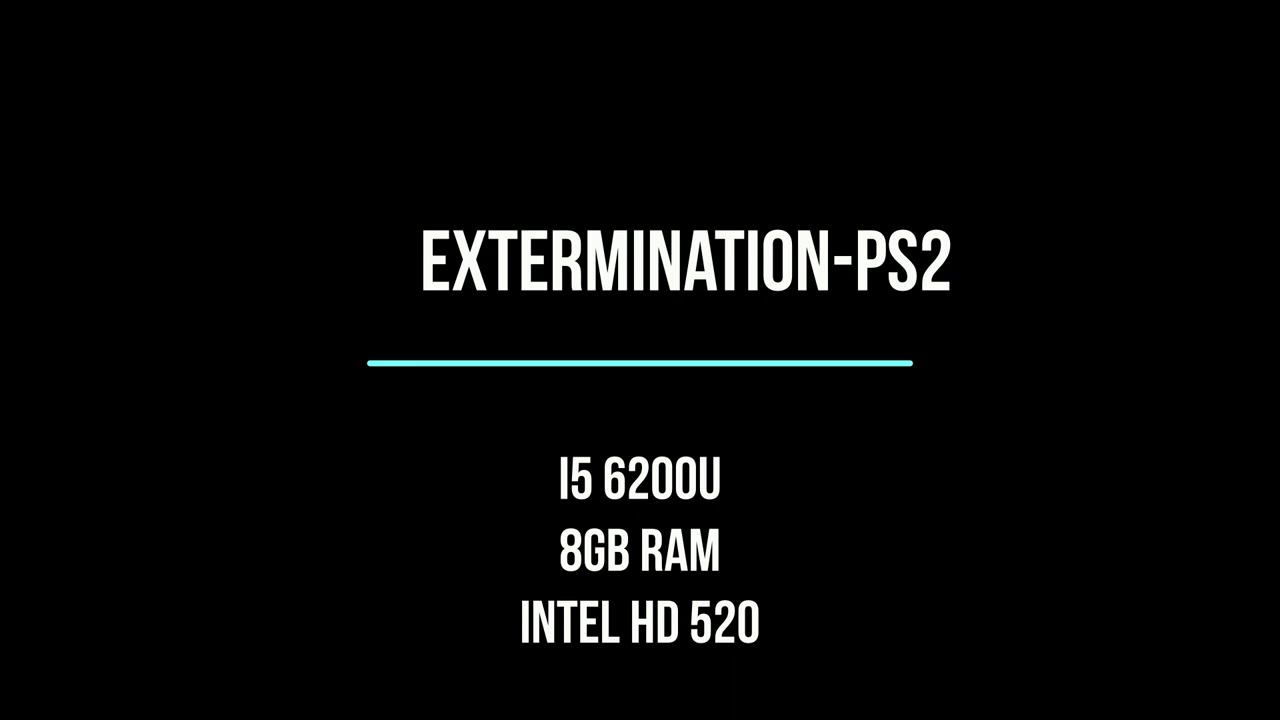 EXTERMINATION-PS2
I5 6200U
8GB RAM
INTEL HD 520